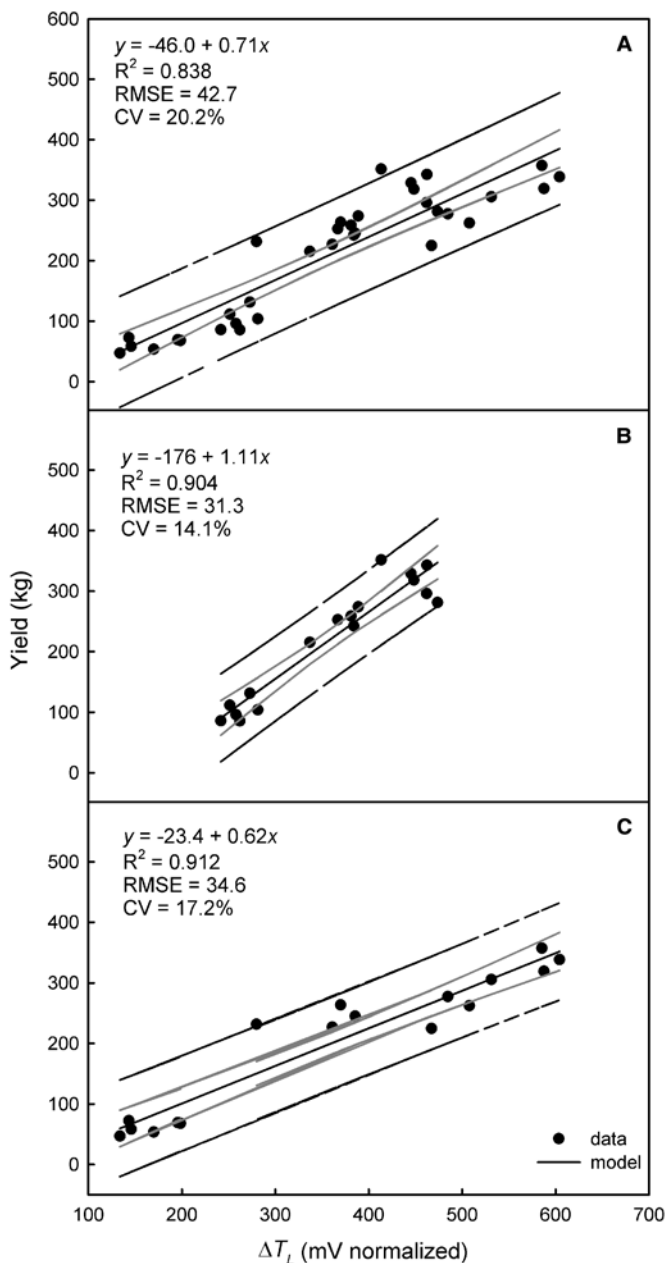 600
A
y = -46.0 + 0.71x
R² = 0.838
RMSE = 42.7
CV = 20.2%
500
400
300
200
100
0
B
y = -176 + 1.11x
R² = 0.904
RMSE = 31.3
CV = 14.1%
500
400
300
200
100
0
Yield (kg)
C
y = -23.4 + 0.62x
R² = 0.912
RMSE = 34.6
CV = 17.2%
500
400
300
200
100
0
data
model
100 200 300 400 500 600 700
ΔTₜ (mV normalized)